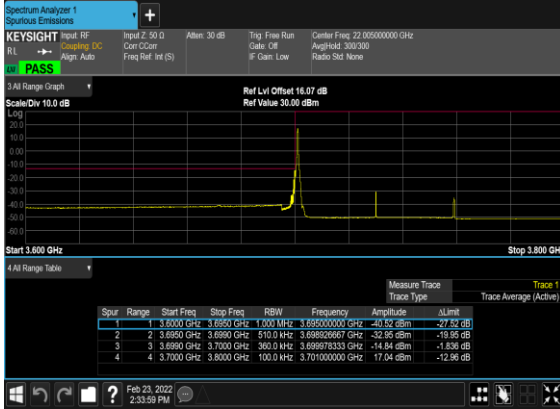 Spectrum Analyzer 1
Spurious Emissions
+
KEYSIGHT Input: RF Input Z: 50 Ω Atten: 30 dB Trig: Free Run Center Freq: 22.005000000 GHz
RL Coupling: DC Corr CCorr Gate: Off Avg|Hold: 300/300
Align: Auto Freq Ref: Int (S) IF Gain: Low Radio Std: None
PASS
3 All Range Graph Ref Lvl Offset 16.07 dB
Scale/Div 10.0 dB Ref Value 30.00 dBm
Log
20.0
10.0
0.00
-10.0
-20.0
-30.0
-40.0
-50.0
-60.0
Start 3.600 GHz Stop 3.800 GH
4 All Range Table
Measure Trace Trace 1
Trace Type Trace Average (Active)
Spur Range Start Freq Stop Freq RBW Frequency Amplitude ΔLimit
1 1 3.6000 GHz 3.6950 GHz 1.000 MHz 3.695000000 GHz -40.52 dBm -27.52 dB
2 2 3.6950 GHz 3.6990 GHz 510.0 kHz 3.698926667 GHz -32.95 dBm -19.95 dB
3 3 3.6990 GHz 3.7000 GHz 360.0 kHz 3.699978333 GHz -14.84 dBm -1.836 dB
4 4 3.7000 GHz 3.8000 GHz 100.0 kHz 3.701000000 GHz 17.04 dBm -12.96 dB
? Feb 23, 2022
2:33:59 PM